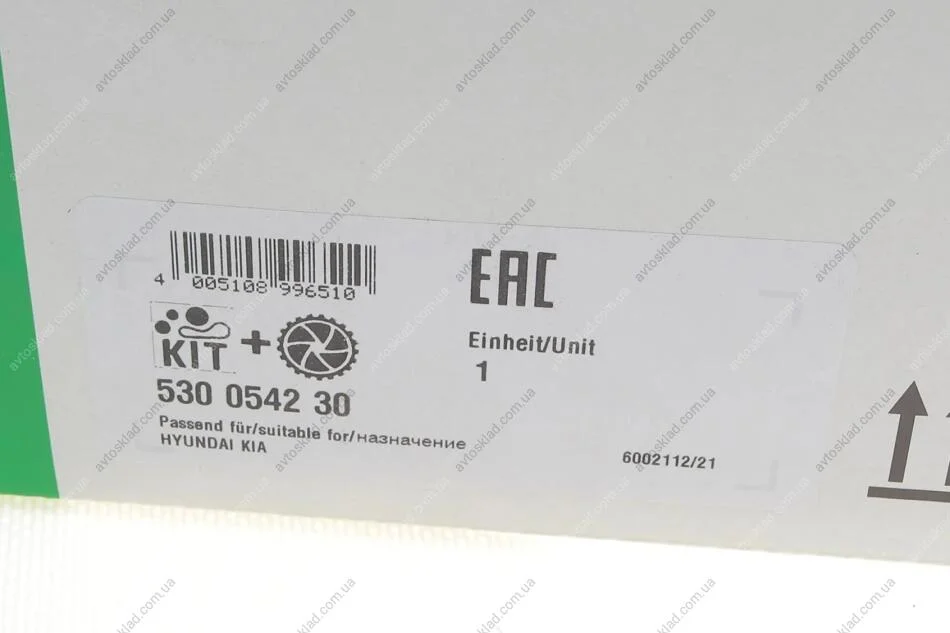 4 005108 996510
EAC
KIT +
530 0542 30
Einheit/Unit
1
Passend für/suitable for/назначение
HYUNDAI KIA
6002112/21
avtosklad.com.ua